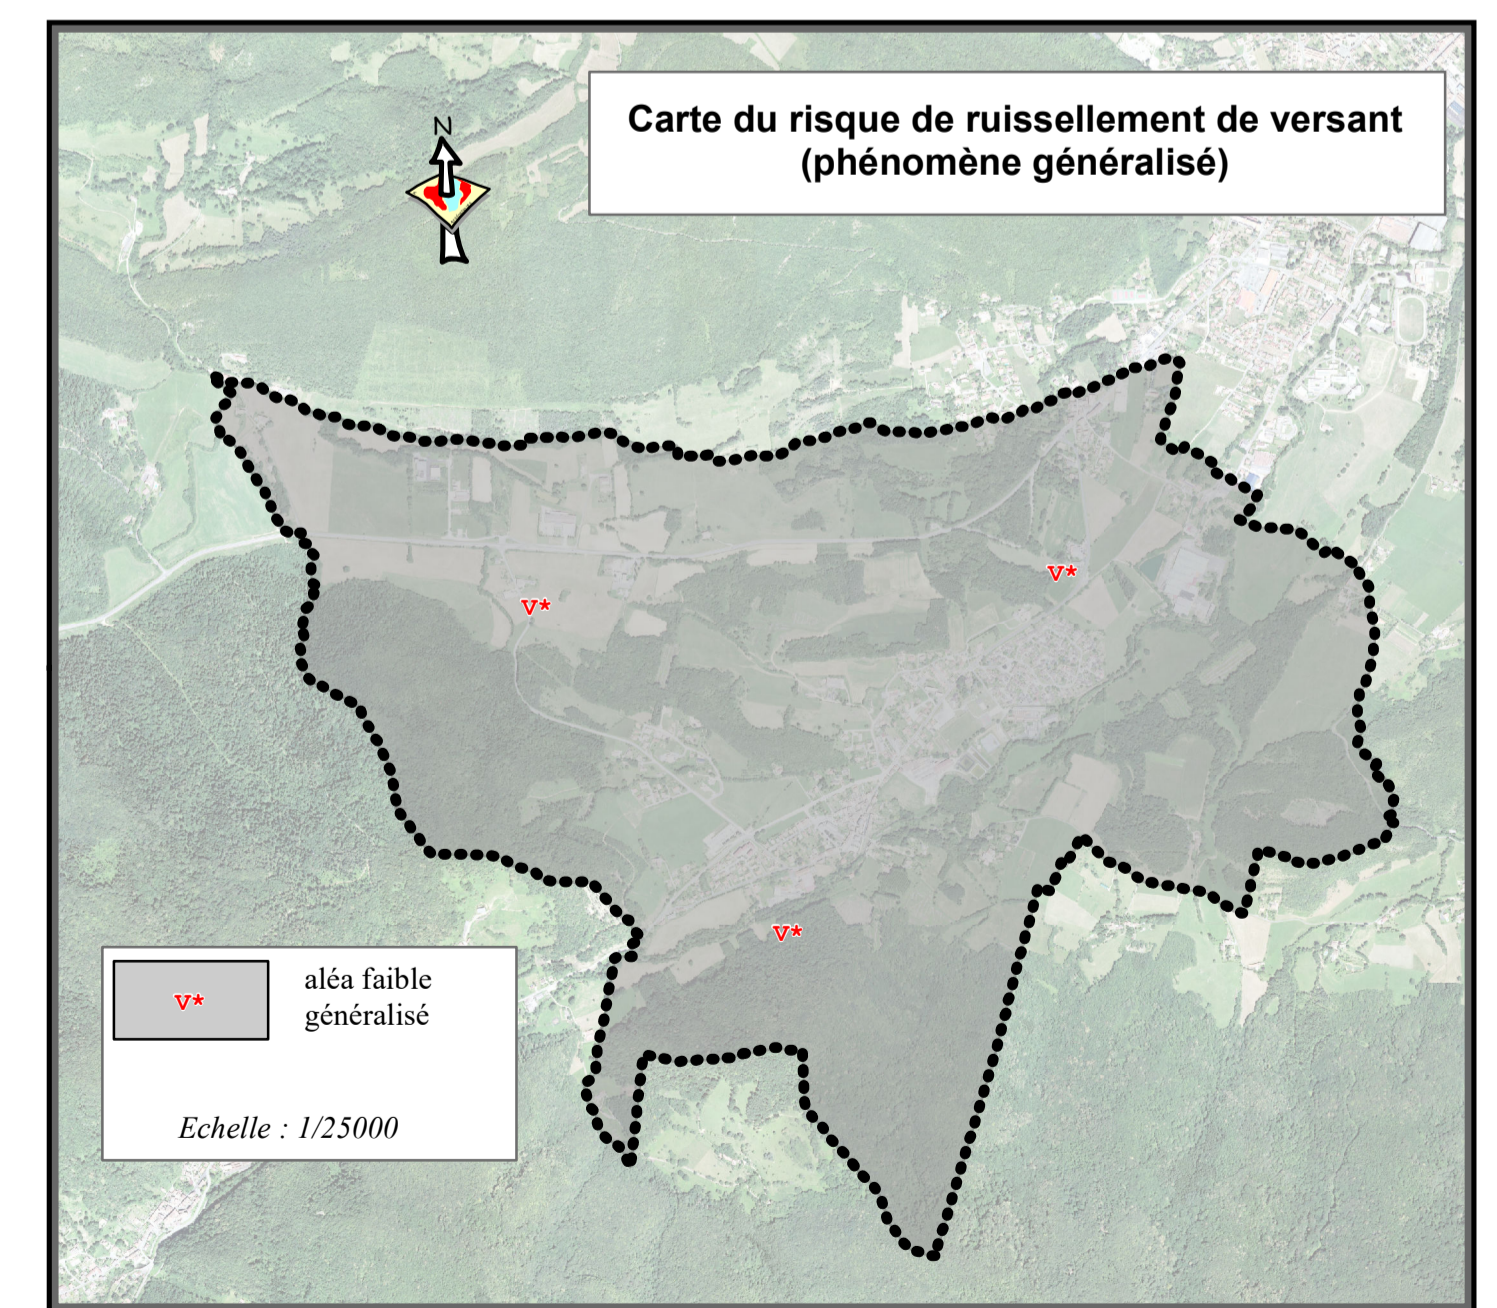 Carte du risque de ruissellement de versant
(phénomène généralisé)
N
V*
V*
V*
V*
aléa faible
généralisé
Echelle : 1/25000